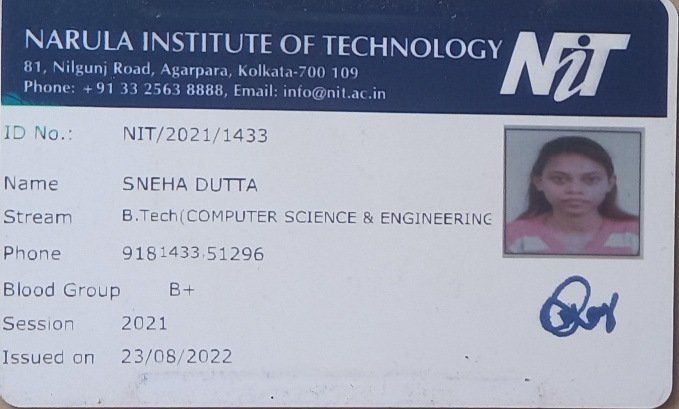 NARULA INSTITUTE OF TECHNOLOGY
NiT
81, Nilgunj Road, Agarpara, Kolkata-700 109
Phone: +91 33 2563 8888, Email: info@nit.ac.in
ID No.: NIT/2021/1433
Name SNEHA DUTTA
Stream B.Tech(COMPUTER SCIENCE & ENGINEERING
Phone 9181433 51296
Blood Group B+
Session 2021
Issued on 23/08/2022